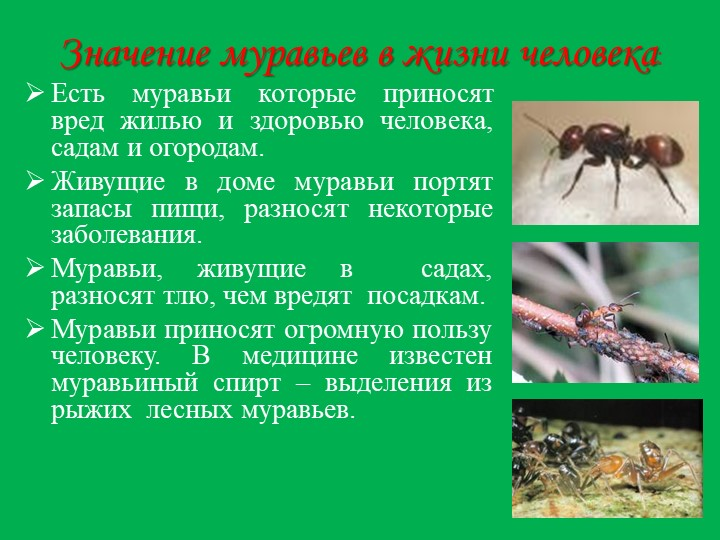 Значение муравьев в жизни человека
Есть муравьи которые приносят
вред жилью и здоровью человека,
садам и огородам.
Живущие в доме муравьи портят
запасы пищи, разносят некоторые
заболевания.
Муравьи, живущие в садах,
разносят тлю, чем вредят посадкам.
Муравьи приносят огромную пользу
человеку. В медицине известен
муравьиный спирт – выделения из
рыжих лесных муравьев.